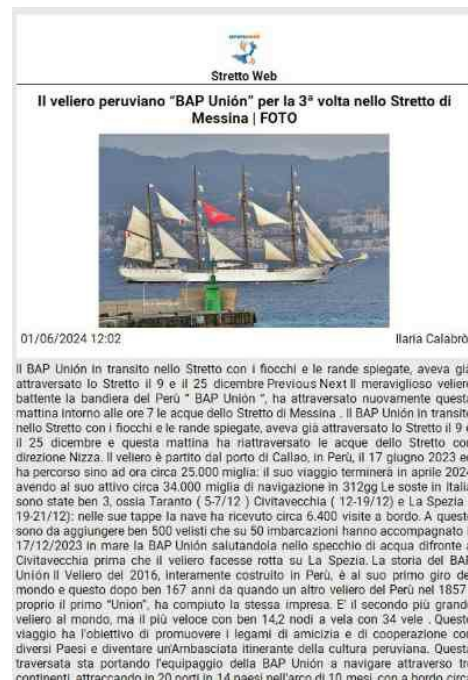 Stretto Web
Il veliero peruviano “BAP Unión” per la 3ª volta nello Stretto di
Messina | FOTO
01/06/2024 12:02
Ilaria Calabrò
Il BAP Unión in transito nello Stretto con i fiocchi e le rande spiegate, aveva già
attraversato lo Stretto il 9 e il 25 dicembre Previous Next Il meraviglioso veliero
battente la bandiera del Perù “ BAP Unión “, ha attraversato nuovamente questa
mattina intorno alle ore 7 le acque dello Stretto di Messina . Il BAP Unión in transito
nello Stretto con i fiocchi e le rande spiegate, aveva già attraversato lo Stretto il 9 e
il 25 dicembre e questa mattina ha riattraversato le acque dello Stretto con
direzione Nizza. Il veliero è partito dal porto di Callao, in Perù, il 17 giugno 2023 ed
ha percorso sino ad ora circa 25.000 miglia: il suo viaggio terminerà in aprile 2024
avendo al suo attivo circa 34.000 miglia di navigazione in 312gg Le soste in Italia
sono state ben 3, ossia Taranto ( 5-7/12 ) Civitavecchia ( 12-19/12) e La Spezia (
19-21/12): nelle sue tappe la nave ha ricevuto circa 6.400 visite a bordo. A queste
sono da aggiungere ben 500 velisti che su 50 imbarcazioni hanno accompagnato
17/12/2023 in mare la BAP Unión salutandola nello specchio di acqua difronte a
Civitavecchia prima che il veliero facesse rotta su La Spezia. La storia del BAP
Unión Il Veliero del 2016, interamente costruito in Perù, è al suo primo giro del
mondo e questo dopo ben 167 anni da quando un altro veliero del Perù nel 1857,
proprio il primo “Union”, ha compiuto la stessa impresa. E’ il secondo più grande
veliero al mondo, ma il più veloce con ben 14,2 nodi a vela con 34 vele . Questo
viaggio ha l’obiettivo di promuovere i legami di amicizia e di cooperazione con
diversi Paesi e diventare un’Ambasciata itinerante della cultura peruviana. Questa
traversata sta portando l’equipaggio della BAP Unión a navigare attraverso tre
continenti, attraccando in 20 porti in 14 paesi nell’arco di 10 mesi, con a bordo circa